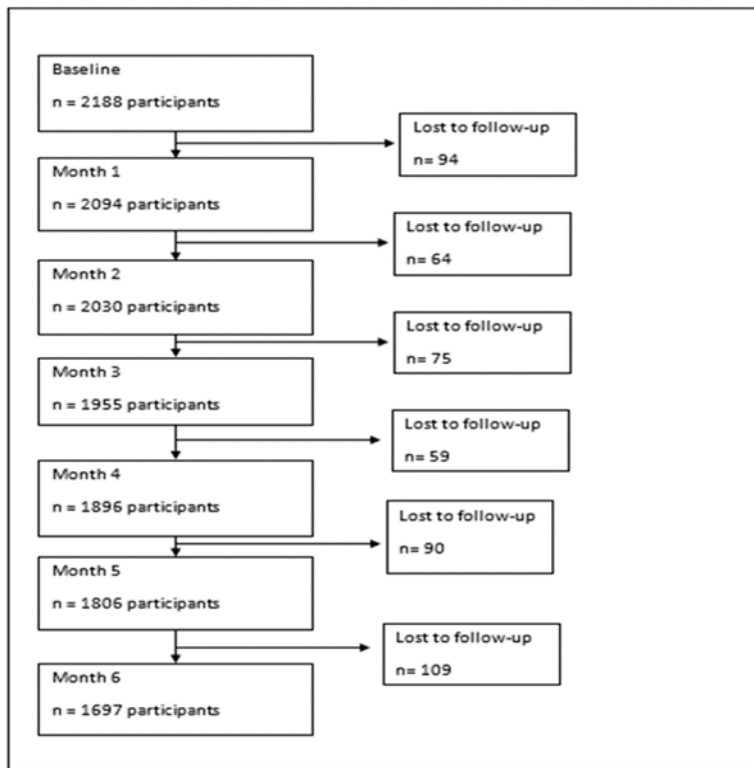 Baseline
n = 2188 participants
Lost to follow-up
n= 94
Month 1
n = 2094 participants
Lost to follow-up
n= 64
Month 2
n = 2030 participants
Lost to follow-up
n= 75
Month 3
n = 1955 participants
Lost to follow-up
n= 59
Month 4
n = 1896 participants
Lost to follow-up
n= 90
Month 5
n = 1806 participants
Lost to follow-up
n= 109
Month 6
n = 1697 participants